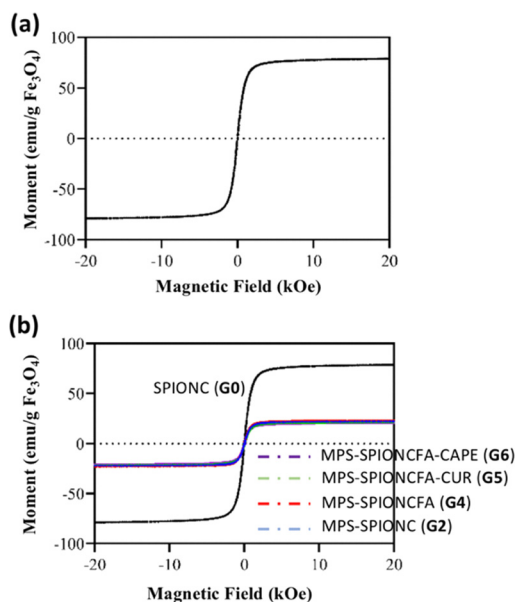 (a)
Moment (emu/g Fe₃O₄)
100
50
0
-50
-100
-20
-10
0
10
20
Magnetic Field (kOe)
(b)
Moment (emu/g Fe₃O₄)
100
50
0
-50
-100
SPIONC (G0)
MPS-SPIONCFA-CAPE (G6)
MPS-SPIONCFA-CUR (G5)
MPS-SPIONCFA (G4)
MPS-SPIONC (G2)
-20
-10
0
10
20
Magnetic Field (kOe)